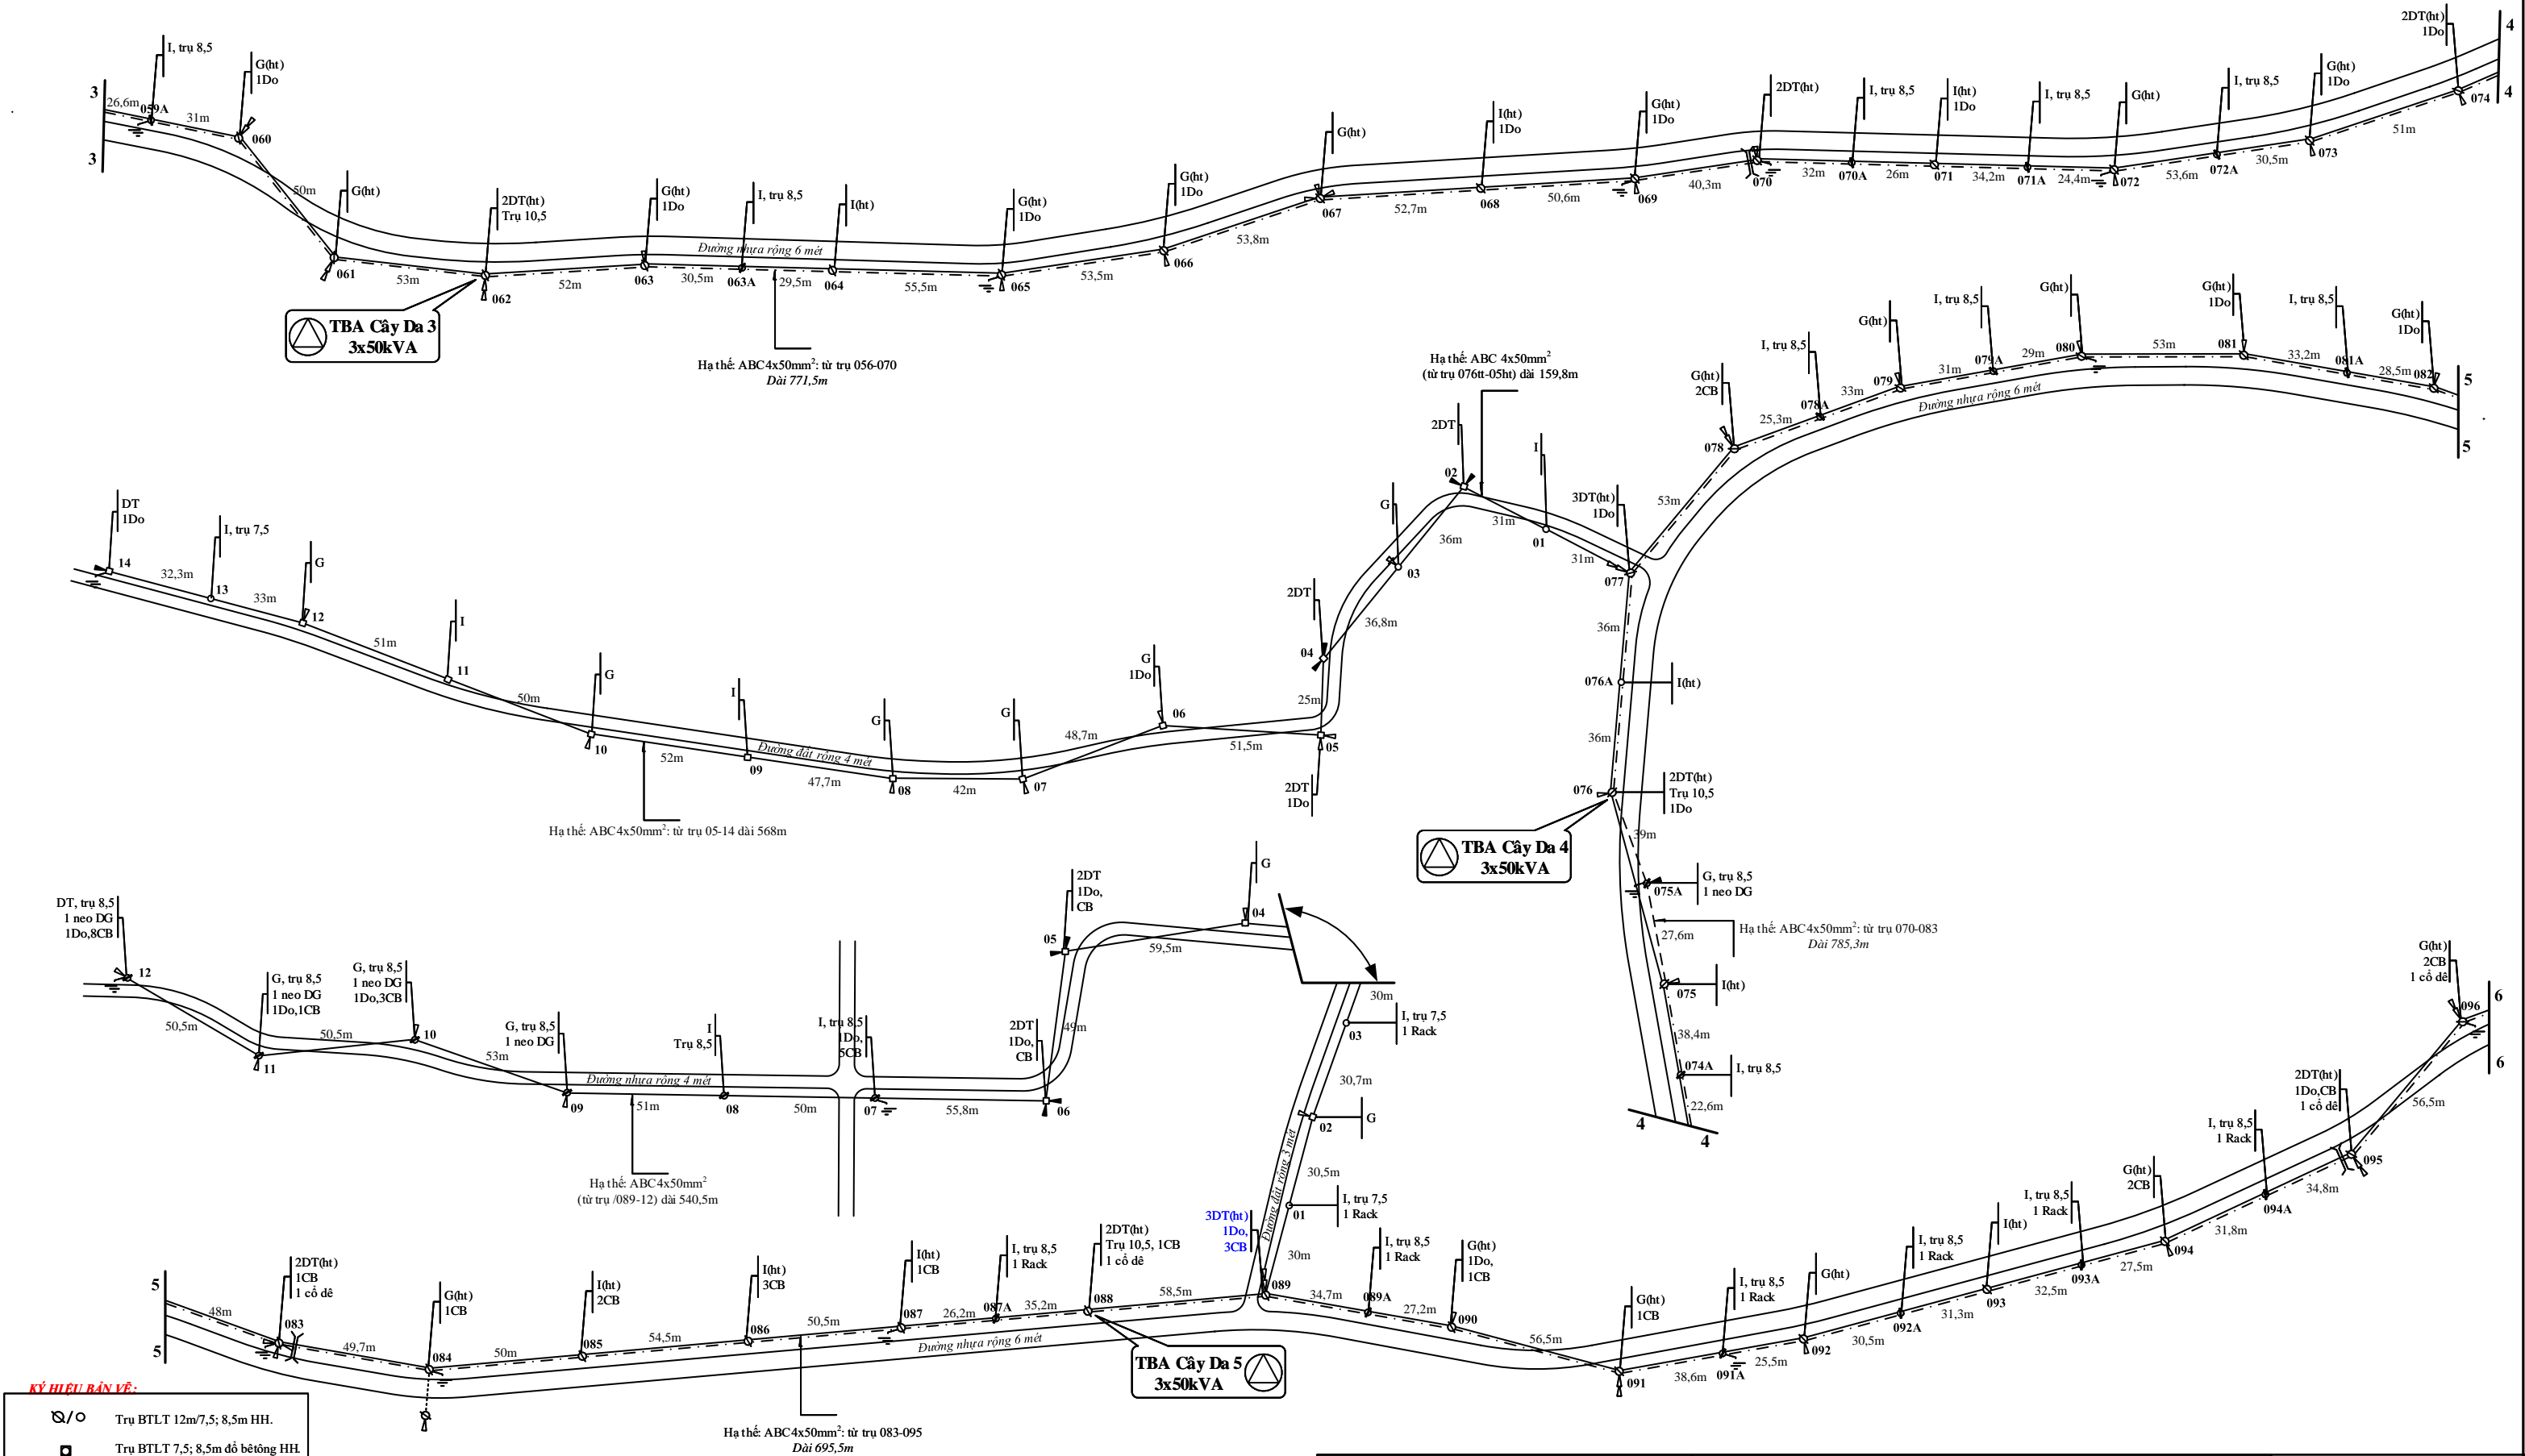 3
3
26,6m
059A
I, trụ 8,5
31m
060
G(ht)
1Do
50m
061
G(ht)
53m
062
2DT(ht)
Trụ 10,5
52m
063
G(ht)
1Do
30,5m
063A
I, trụ 8,5
29,5m
064
I(ht)
55,5m
065
G(ht)
1Do
53,5m
066
G(ht)
1Do
53,8m
067
G(ht)
52,7m
068
I(ht)
1Do
50,6m
069
G(ht)
1Do
40,3m
070
2DT(ht)
32m
070A
I, trụ 8,5
26m
071
I(ht)
1Do
34,2m
071A
I, trụ 8,5
24,4m
072
G(ht)
53,6m
072A
I, trụ 8,5
30,5m
073
G(ht)
1Do
51m
074
2DT(ht)
1Do
4
4
Đường nhựa rộng 6 mét
TBA Cây Da 3
3x50kVA
Hạ thế: ABC4x50mm²: từ trụ 056-070
Dài 771,5m
Hạ thế: ABC 4x50mm²
(từ trụ 076tt-05ht) dài 159,8m
DT
1Do
14
32,3m
I, trụ 7,5
13
33m
G
12
51m
I
11
50m
G
10
52m
I
09
47,7m
G
08
42m
G
07
48,7m
G
1Do
06
51,5m
05
2DT
1Do
25m
2DT
04
36,8m
G
03
36m
2DT
02
31m
I
01
31m
3DT(ht)
1Do
077
Đường đất rộng 4 mét
Hạ thế: ABC4x50mm²: từ trụ 05-14 dài 568m
53m
G(ht)
2CB
078
25,3m
I, trụ 8,5
078A
33m
G(ht)
079
31m
I, trụ 8,5
079A
29m
G(ht)
080
53m
G(ht)
1Do
081
33,2m
I, trụ 8,5
081A
28,5m
G(ht)
1Do
082
5
5
Đường nhựa rộng 6 mét
36m
076A
I(ht)
36m
076
2DT(ht)
Trụ 10,5
1Do
TBA Cây Da 4
3x50kVA
39m
075A
G, trụ 8,5
1 neo DG
27,6m
Hạ thế: ABC4x50mm²: từ trụ 070-083
Dài 785,3m
075
I(ht)
38,4m
074A
I, trụ 8,5
22,6m
4
4
DT, trụ 8,5
1 neo DG
1Do,8CB
12
50,5m
G, trụ 8,5
1 neo DG
1Do,1CB
11
50,5m
G, trụ 8,5
1 neo DG
1Do,3CB
10
53m
G, trụ 8,5
1 neo DG
09
51m
I
Trụ 8,5
08
50m
I, trụ 8,5
1Do,
5CB
07
55,8m
2DT
1Do,
CB
06
49m
2DT
1Do,
CB
05
59,5m
G
04
Đường nhựa rộng 4 mét
Hạ thế: ABC4x50mm²
(từ trụ /089-12) dài 540,5m
30m
03
I, trụ 7,5
1 Rack
30,7m
02
G
30,5m
01
I, trụ 7,5
1 Rack
30m
Đường đất rộng 3 mét
5
5
48m
2DT(ht)
1CB
1 cổ dê
083
49,7m
G(ht)
1CB
084
50m
I(ht)
2CB
085
54,5m
I(ht)
3CB
086
50,5m
I(ht)
1CB
087
26,2m
I, trụ 8,5
1 Rack
087A
35,2m
2DT(ht)
Trụ 10,5, 1CB
1 cổ dê
088
58,5m
3DT(ht)
1Do,
3CB
089
34,7m
I, trụ 8,5
1 Rack
089A
27,2m
G(ht)
1Do,
1CB
090
56,5m
G(ht)
1CB
091
38,6m
I, trụ 8,5
1 Rack
091A
25,5m
G(ht)
092
30,5m
I, trụ 8,5
1 Rack
092A
31,3m
I(ht)
093
32,5m
I, trụ 8,5
1 Rack
093A
27,5m
G(ht)
2CB
094
31,8m
I, trụ 8,5
1 Rack
094A
34,8m
2DT(ht)
1Do,CB
1 cổ dê
095
56,5m
G(ht)
2CB
1 cổ dê
096
6
6
Đường nhựa rộng 6 mét
TBA Cây Da 5
3x50kVA
Hạ thế: ABC4x50mm²: từ trụ 083-095
Dài 695,5m
KÝ HIỆU BẢN VẼ:
Trụ BTLT 12m/7,5; 8,5m HH.
Trụ BTLT 7,5; 8,5m đổ bêtông HH.